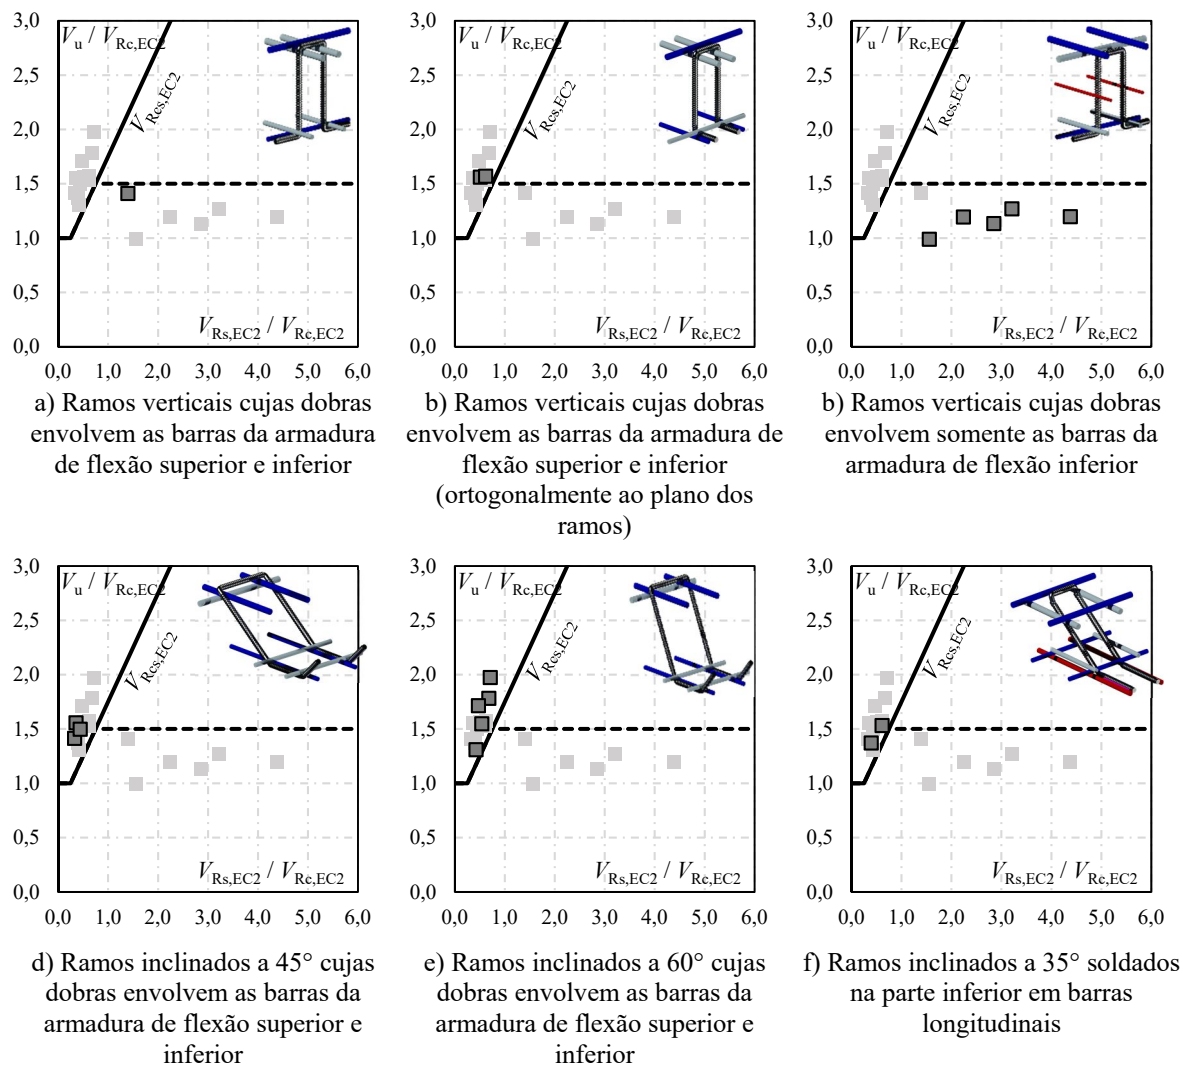 3,0
V_u / V_Rc,EC2
2,5
V_Rcs,EC2
2,0
1,5
1,0
0,5
V_Rs,EC2 / V_Rc,EC2
0,0
0,0 1,0 2,0 3,0 4,0 5,0 6,0
a) Ramos verticais cujas dobras
envolvem as barras da armadura
de flexão superior e inferior
3,0
V_u / V_Rc,EC2
2,5
V_Rcs,EC2
2,0
1,5
1,0
0,5
V_Rs,EC2 / V_Rc,EC2
0,0
0,0 1,0 2,0 3,0 4,0 5,0 6,0
b) Ramos verticais cujas dobras
envolvem as barras da armadura de
flexão superior e inferior
(ortogonalmente ao plano dos
ramos)
3,0
V_u / V_Rc,EC2
2,5
V_Rcs,EC2
2,0
1,5
1,0
0,5
V_Rs,EC2 / V_Rc,EC2
0,0
0,0 1,0 2,0 3,0 4,0 5,0 6,0
b) Ramos verticais cujas dobras
envolvem somente as barras da
armadura de flexão inferior
3,0
V_u / V_Rc,EC2
2,5
V_Rcs,EC2
2,0
1,5
1,0
0,5
V_Rs,EC2 / V_Rc,EC2
0,0
0,0 1,0 2,0 3,0 4,0 5,0 6,0
d) Ramos inclinados a 45° cujas
dobras envolvem as barras da
armadura de flexão superior e
inferior
3,0
V_u / V_Rc,EC2
2,5
V_Rcs,EC2
2,0
1,5
1,0
0,5
V_Rs,EC2 / V_Rc,EC2
0,0
0,0 1,0 2,0 3,0 4,0 5,0 6,0
e) Ramos inclinados a 60° cujas
dobras envolvem as barras da
armadura de flexão superior e
inferior
3,0
V_u / V_Rc,EC2
2,5
V_Rcs,EC2
2,0
1,5
1,0
0,5
V_Rs,EC2 / V_Rc,EC2
0,0
0,0 1,0 2,0 3,0 4,0 5,0 6,0
f) Ramos inclinados a 35° soldados
na parte inferior em barras
longitudinais